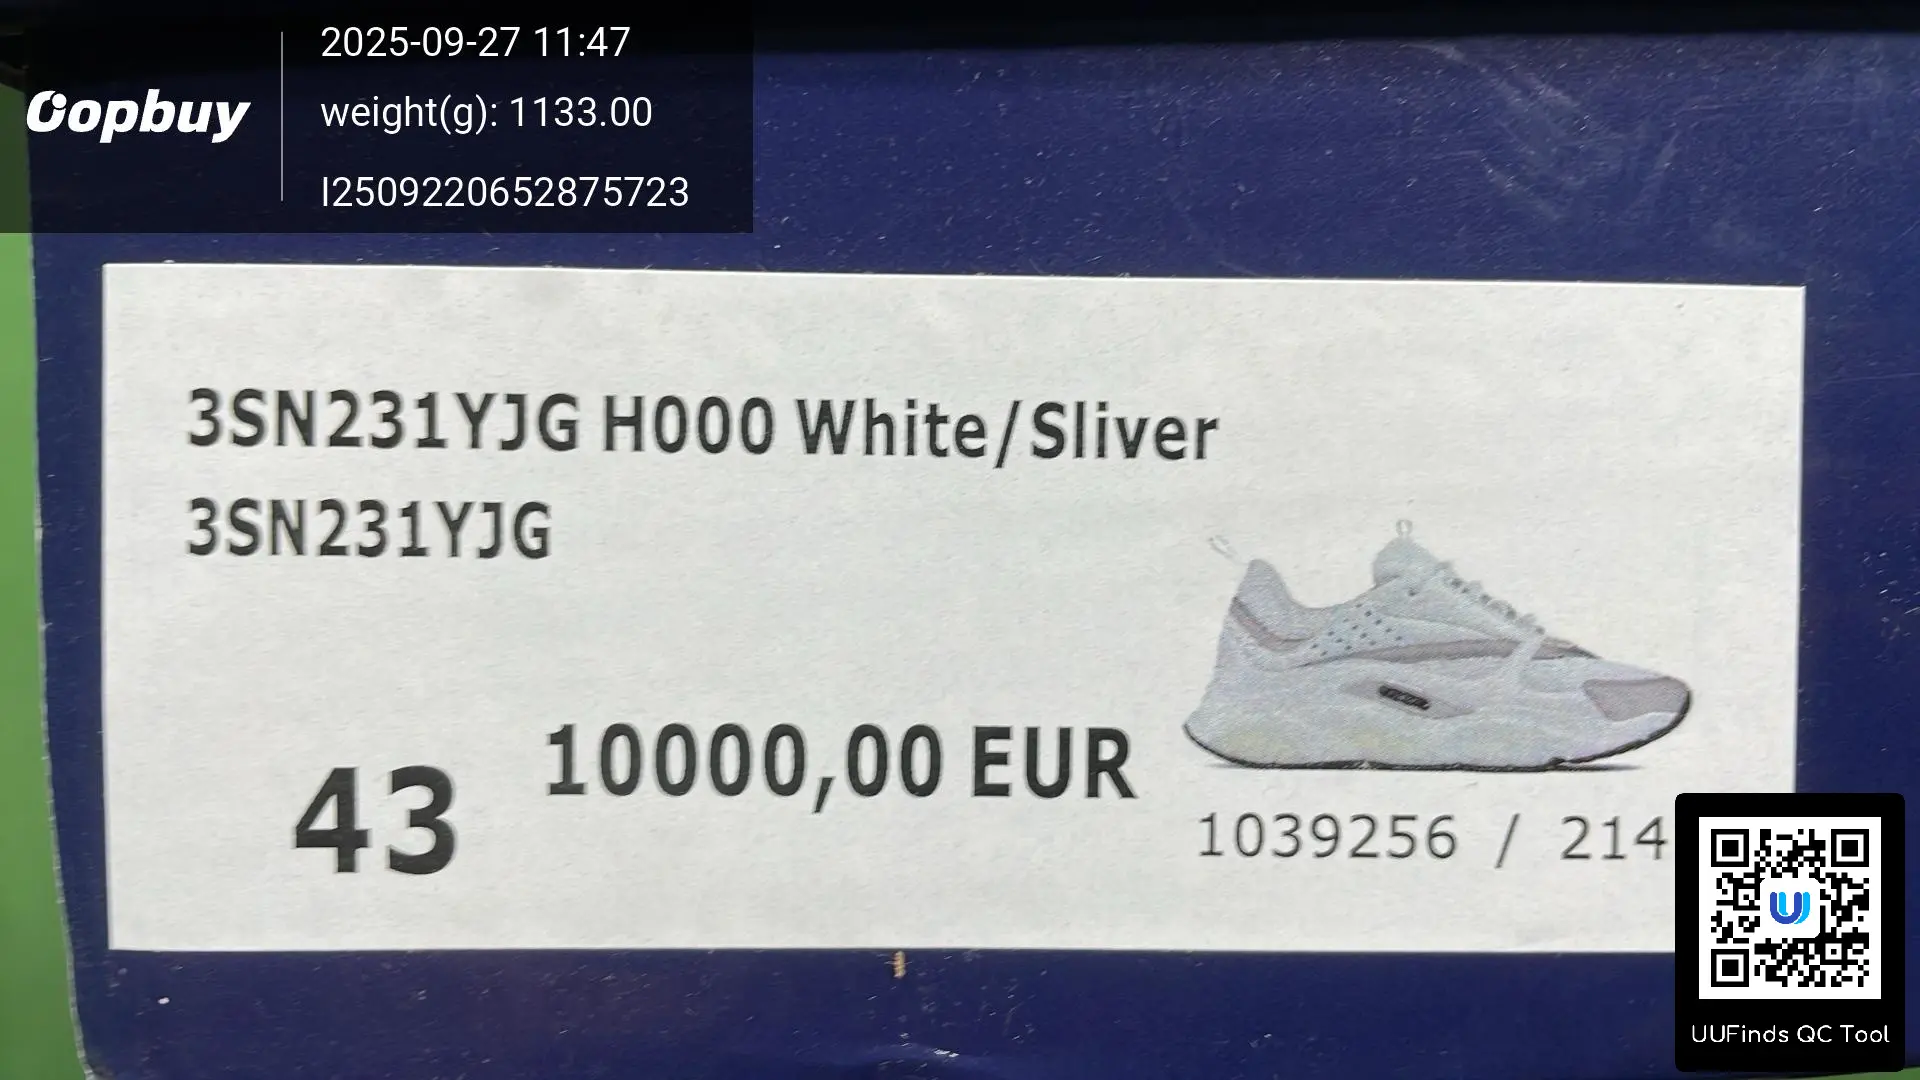 Oopbuy
2025-09-27 11:47
weight(g): 1133.00
I2509220652875723
3SN231YJG H000 White/Sliver
3SN231YJG
43
10000,00 EUR
1039256 / 214
UUFinds QC Tool